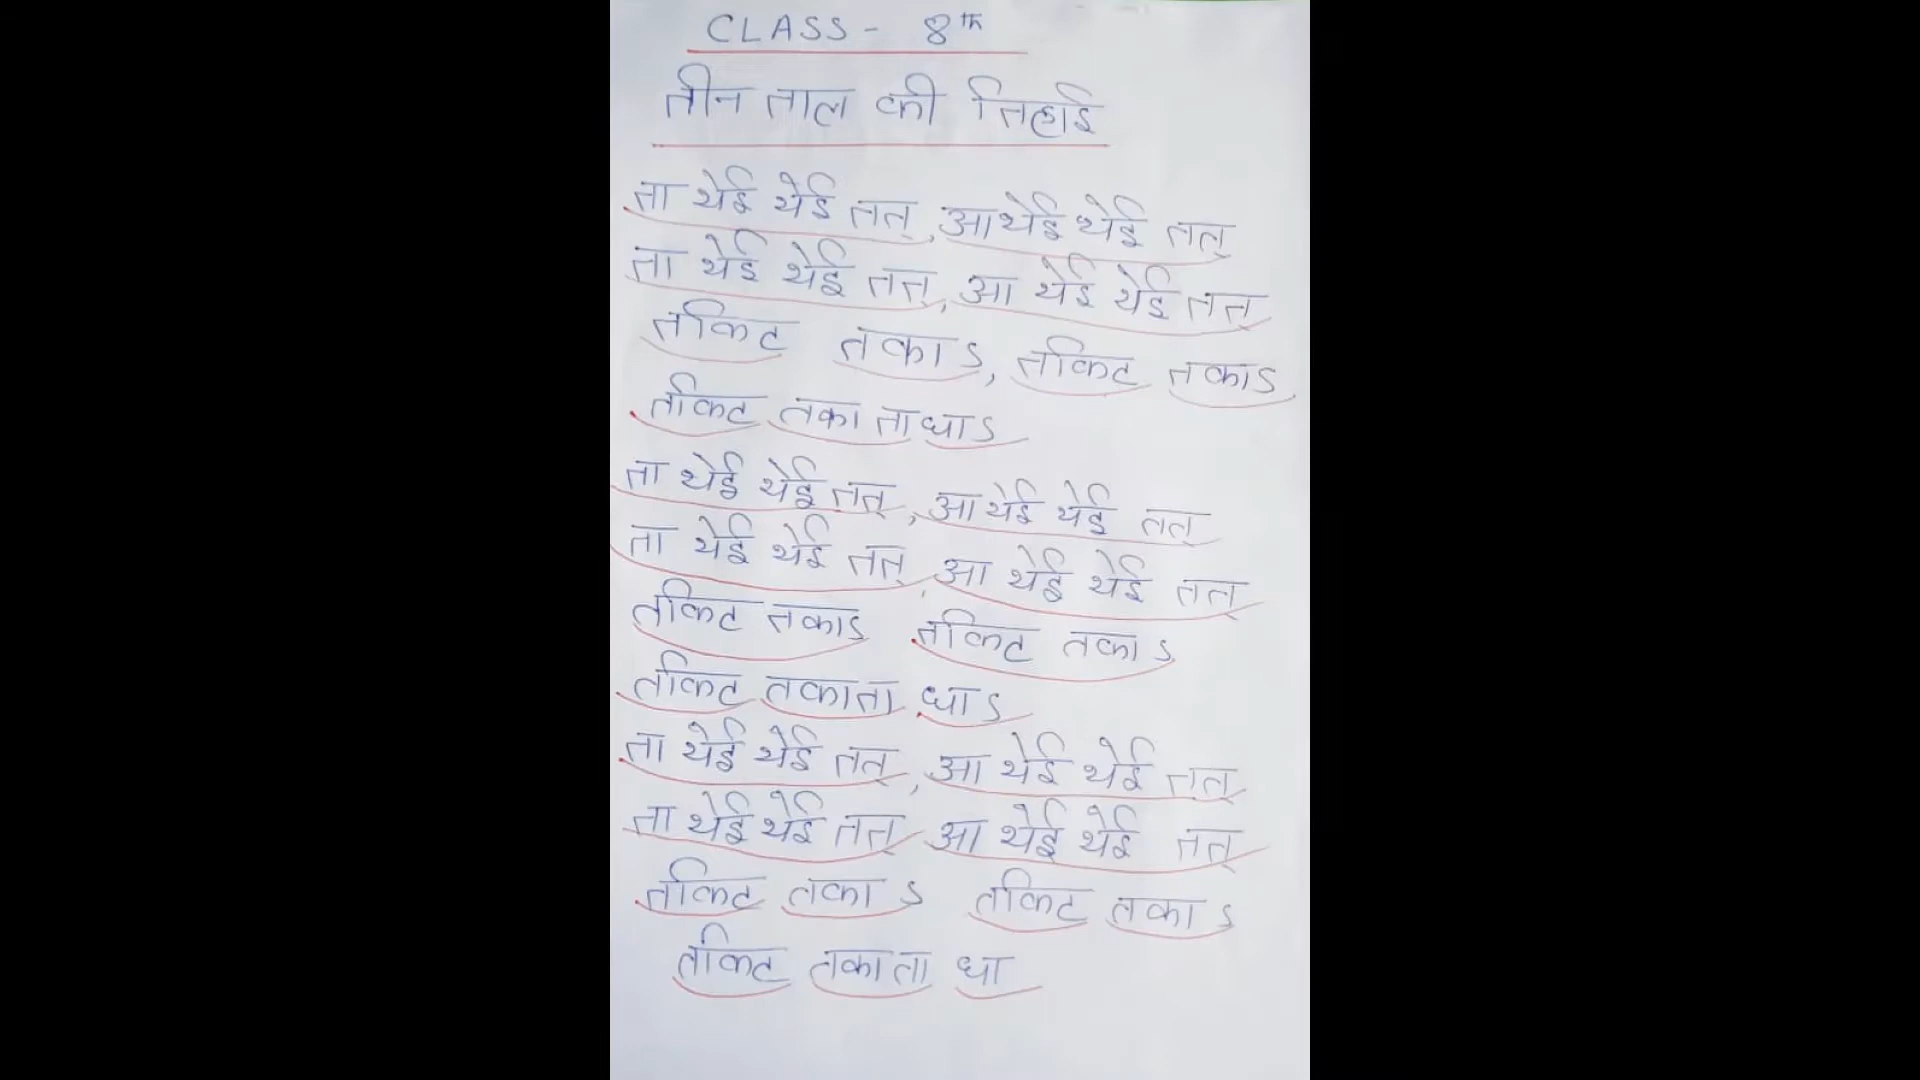 CLASS - 8th
तीन ताल की तिहाई
ता थेई थेई तत्, आ थेई थेई तत्
ता थेई थेई तत्, आ थेई थेई तत्
तकिट तका ऽ, तकिट तकाऽ
तकिट तका ता धा ऽ
ता थेई थेई तत्, आ थेई थेई तत्
ता थेई थेई तत्, आ थेई थेई तत्
तकिट तकाऽ तकिट तका ऽ
तकिट तकाता धा ऽ
ता थेई थेई तत्, आ थेई थेई तत्
ता थेई थेई तत् आ थेई थेई तत्
तकिट तका ऽ तकिट तका ऽ
तकिट तका ता धा